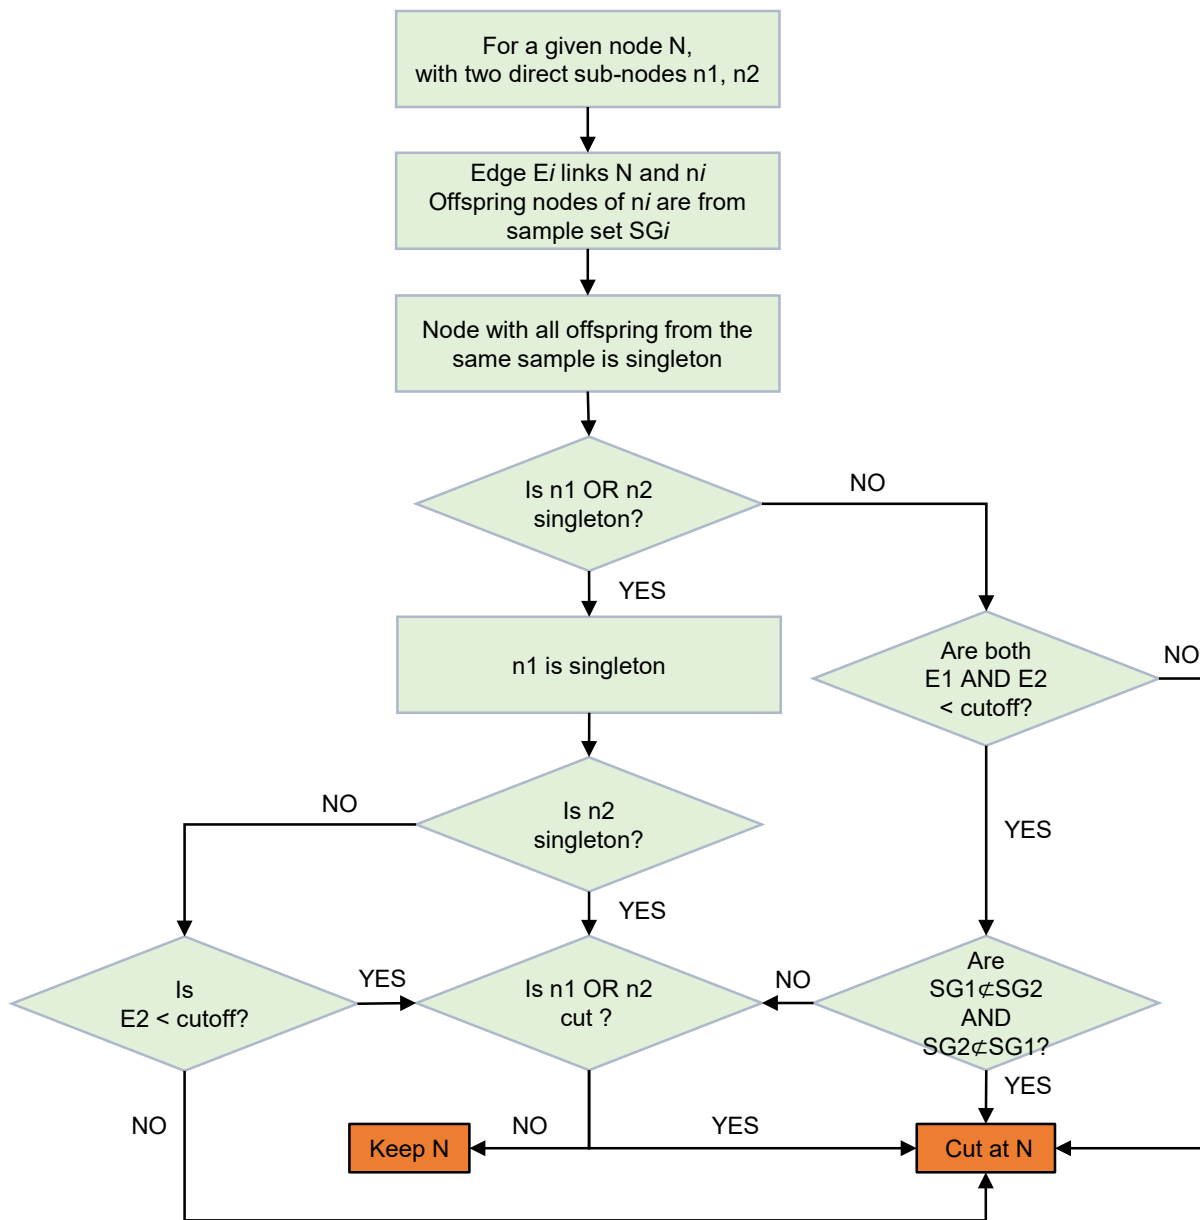 For a given node N,
with two direct sub-nodes n1, n2
Edge Ei links N and ni
Offspring nodes of ni are from
sample set SGi
Node with all offspring from the
same sample is singleton
Is n1 OR n2
singleton?
NO
YES
n1 is singleton
Are both
E1 AND E2
< cutoff?
NO
Is n2
singleton?
NO
YES
YES
Is
E2 < cutoff?
YES
Is n1 OR n2
cut ?
NO
Are
SG1⊄SG2
AND
SG2⊄SG1?
YES
NO
Keep N
NO
YES
Cut at N